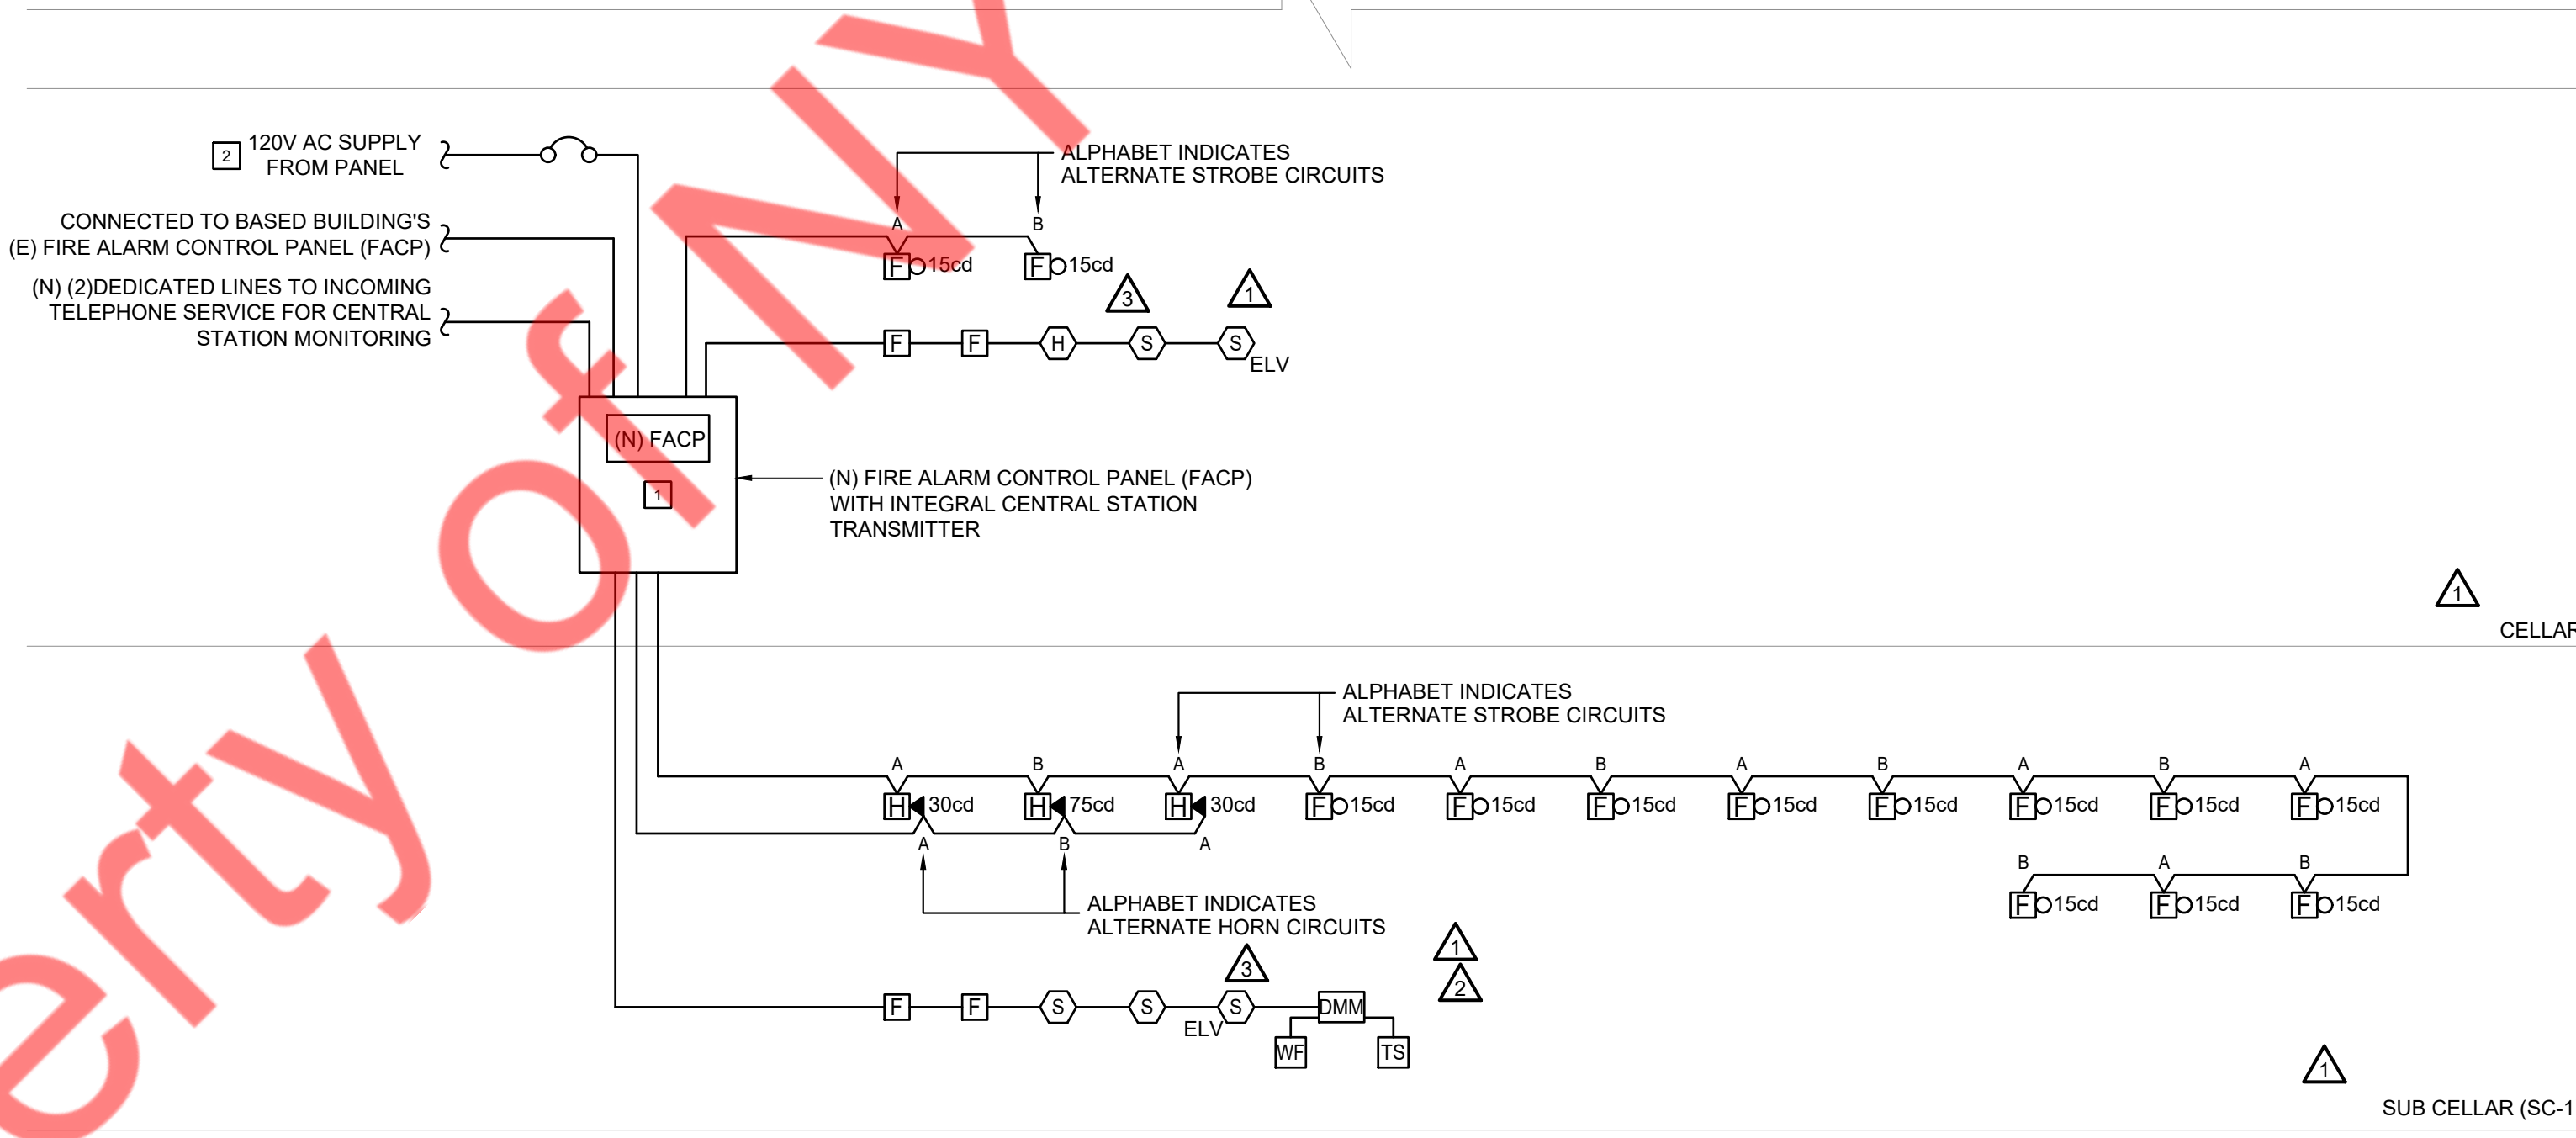 2
120V AC SUPPLY
FROM PANEL
CONNECTED TO BASED BUILDING'S
(E) FIRE ALARM CONTROL PANEL (FACP)
(N) (2)DEDICATED LINES TO INCOMING
TELEPHONE SERVICE FOR CENTRAL
STATION MONITORING
ALPHABET INDICATES
ALTERNATE STROBE CIRCUITS
A B
F 15cd F 15cd
3 1
F F H S S
ELV
(N) FACP
1
(N) FIRE ALARM CONTROL PANEL (FACP)
WITH INTEGRAL CENTRAL STATION
TRANSMITTER
1
CELLAR
ALPHABET INDICATES
ALTERNATE STROBE CIRCUITS
A B A B A B A B A B A
H 30cd H 75cd H 30cd F 15cd F 15cd F 15cd F 15cd F 15cd F 15cd F 15cd F 15cd
A B A
B A B
F 15cd F 15cd F 15cd
ALPHABET INDICATES
ALTERNATE HORN CIRCUITS
3 1
2
F F S S S DMM
ELV
WF TS
1
SUB CELLAR (SC-1
erty of NY